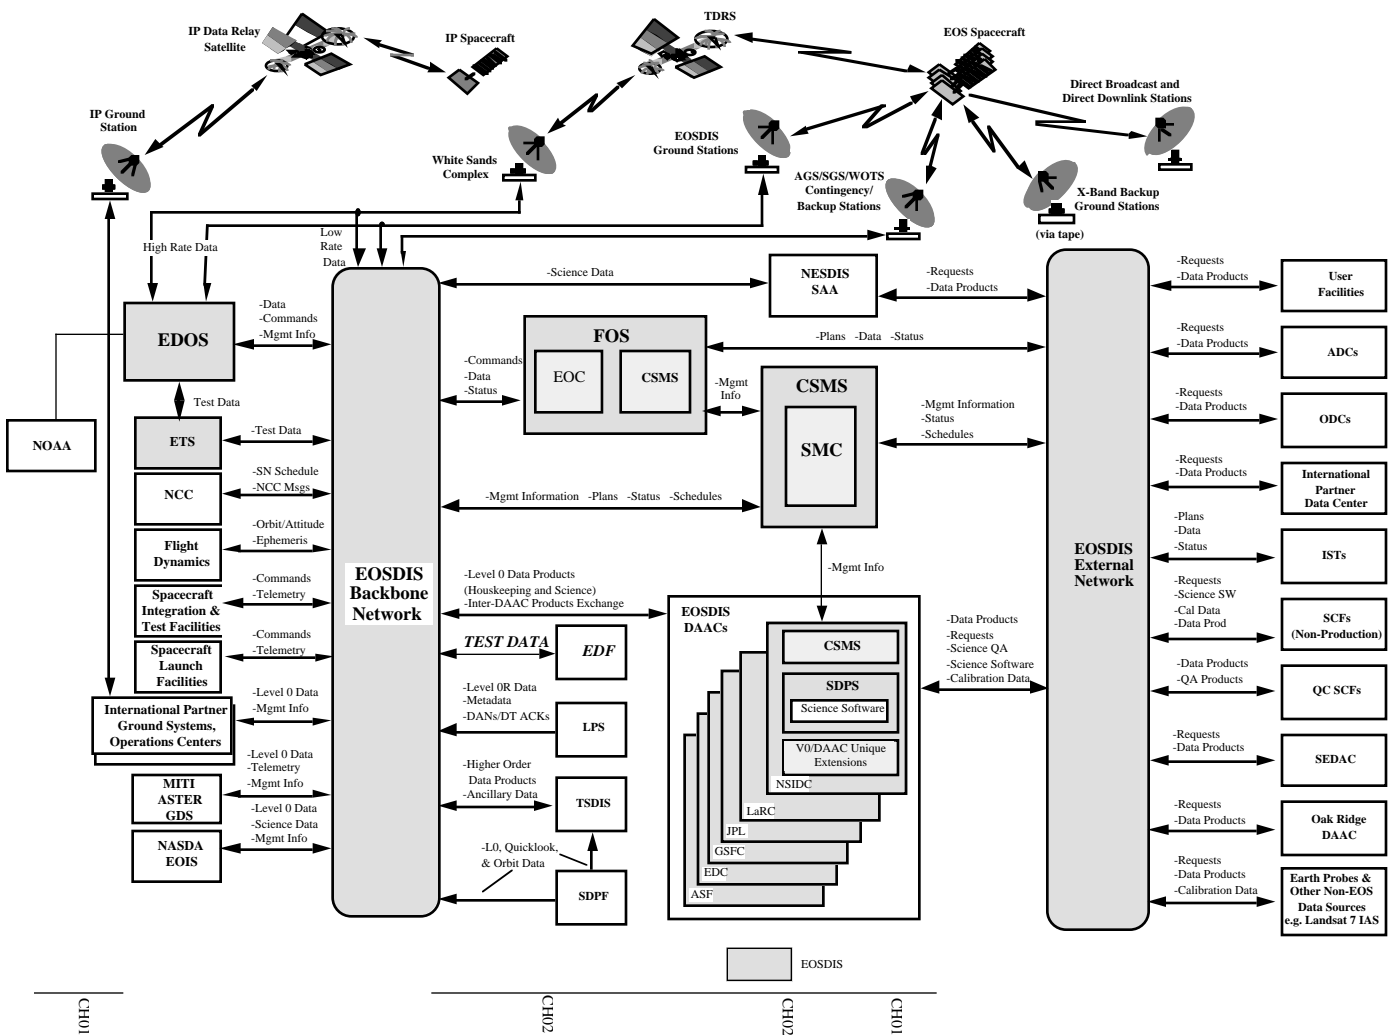 IP Data Relay
Satellite
IP Spacecraft
TDRS
EOS Spacecraft
Direct Broadcast and
Direct Downlink Stations
IP Ground
Station
White Sands
Complex
EOSDIS
Ground Stations
AGS/SGS/WOTS
Contingency/
Backup Stations
X-Band Backup
Ground Stations
(via tape)
High Rate Data
Low
Rate
Data
EDOS
-Data
-Commands
-Mgmt Info
Test Data
NOAA
ETS
-Test Data
NCC
-SN Schedule
-NCC Msgs
Flight
Dynamics
-Orbit/Attitude
-Ephemeris
Spacecraft
Integration &
Test Facilities
-Commands
-Telemetry
Spacecraft
Launch
Facilities
-Commands
-Telemetry
International Partner
Ground Systems,
Operations Centers
-Level 0 Data
-Mgmt Info
MITI
ASTER
GDS
-Level 0 Data
-Telemetry
-Mgmt Info
NASDA
EOIS
-Level 0 Data
-Science Data
-Mgmt Info
EOSDIS
Backbone
Network
-Science Data
NESDIS
SAA
-Requests
-Data Products
FOS
EOC
CSMS
-Commands
-Data
-Status
-Plans -Data -Status
-Mgmt
Info
CSMS
SMC
-Mgmt Information
-Status
-Schedules
-Mgmt Information -Plans -Status -Schedules
-Mgmt Info
-Level 0 Data Products
(Houskeeping and Science)
-Inter-DAAC Products Exchange
TEST DATA
EDF
-Level 0R Data
-Metadata
-DANs/DT ACKs
LPS
-Higher Order
Data Products
-Ancillary Data
TSDIS
-L0, Quicklook,
& Orbit Data
SDPF
EOSDIS
DAACs
CSMS
SDPS
Science Software
V0/DAAC Unique
Extensions
NSIDC
LaRC
JPL
GSFC
EDC
ASF
-Data Products
-Requests
-Science QA
-Science Software
-Calibration Data
EOSDIS
External
Network
-Requests
-Data Products
User
Facilities
-Requests
-Data Products
ADCs
-Requests
-Data Products
ODCs
-Requests
-Data Products
International
Partner
Data Center
-Plans
-Data
-Status
ISTs
-Requests
-Science SW
-Cal Data
-Data Prod
SCFs
(Non-Production)
-Data Products
-QA Products
QC SCFs
-Requests
-Data Products
SEDAC
-Requests
-Data Products
Oak Ridge
DAAC
-Requests
-Data Products
-Calibration Data
Earth Probes &
Other Non-EOS
Data Sources
e.g. Landsat 7 IAS
EOSDIS
CH01
CH02
CH02
CH01